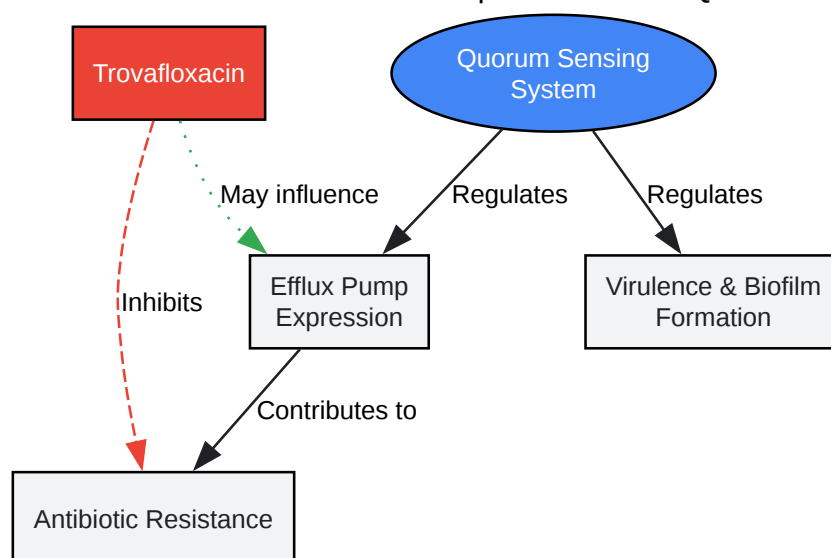 Trovafloxacin
Quorum Sensing
System
May influence
Regulates
Regulates
Efflux Pump
Expression
Virulence & Biofilm
Formation
Inhibits
Contributes to
Antibiotic Resistance